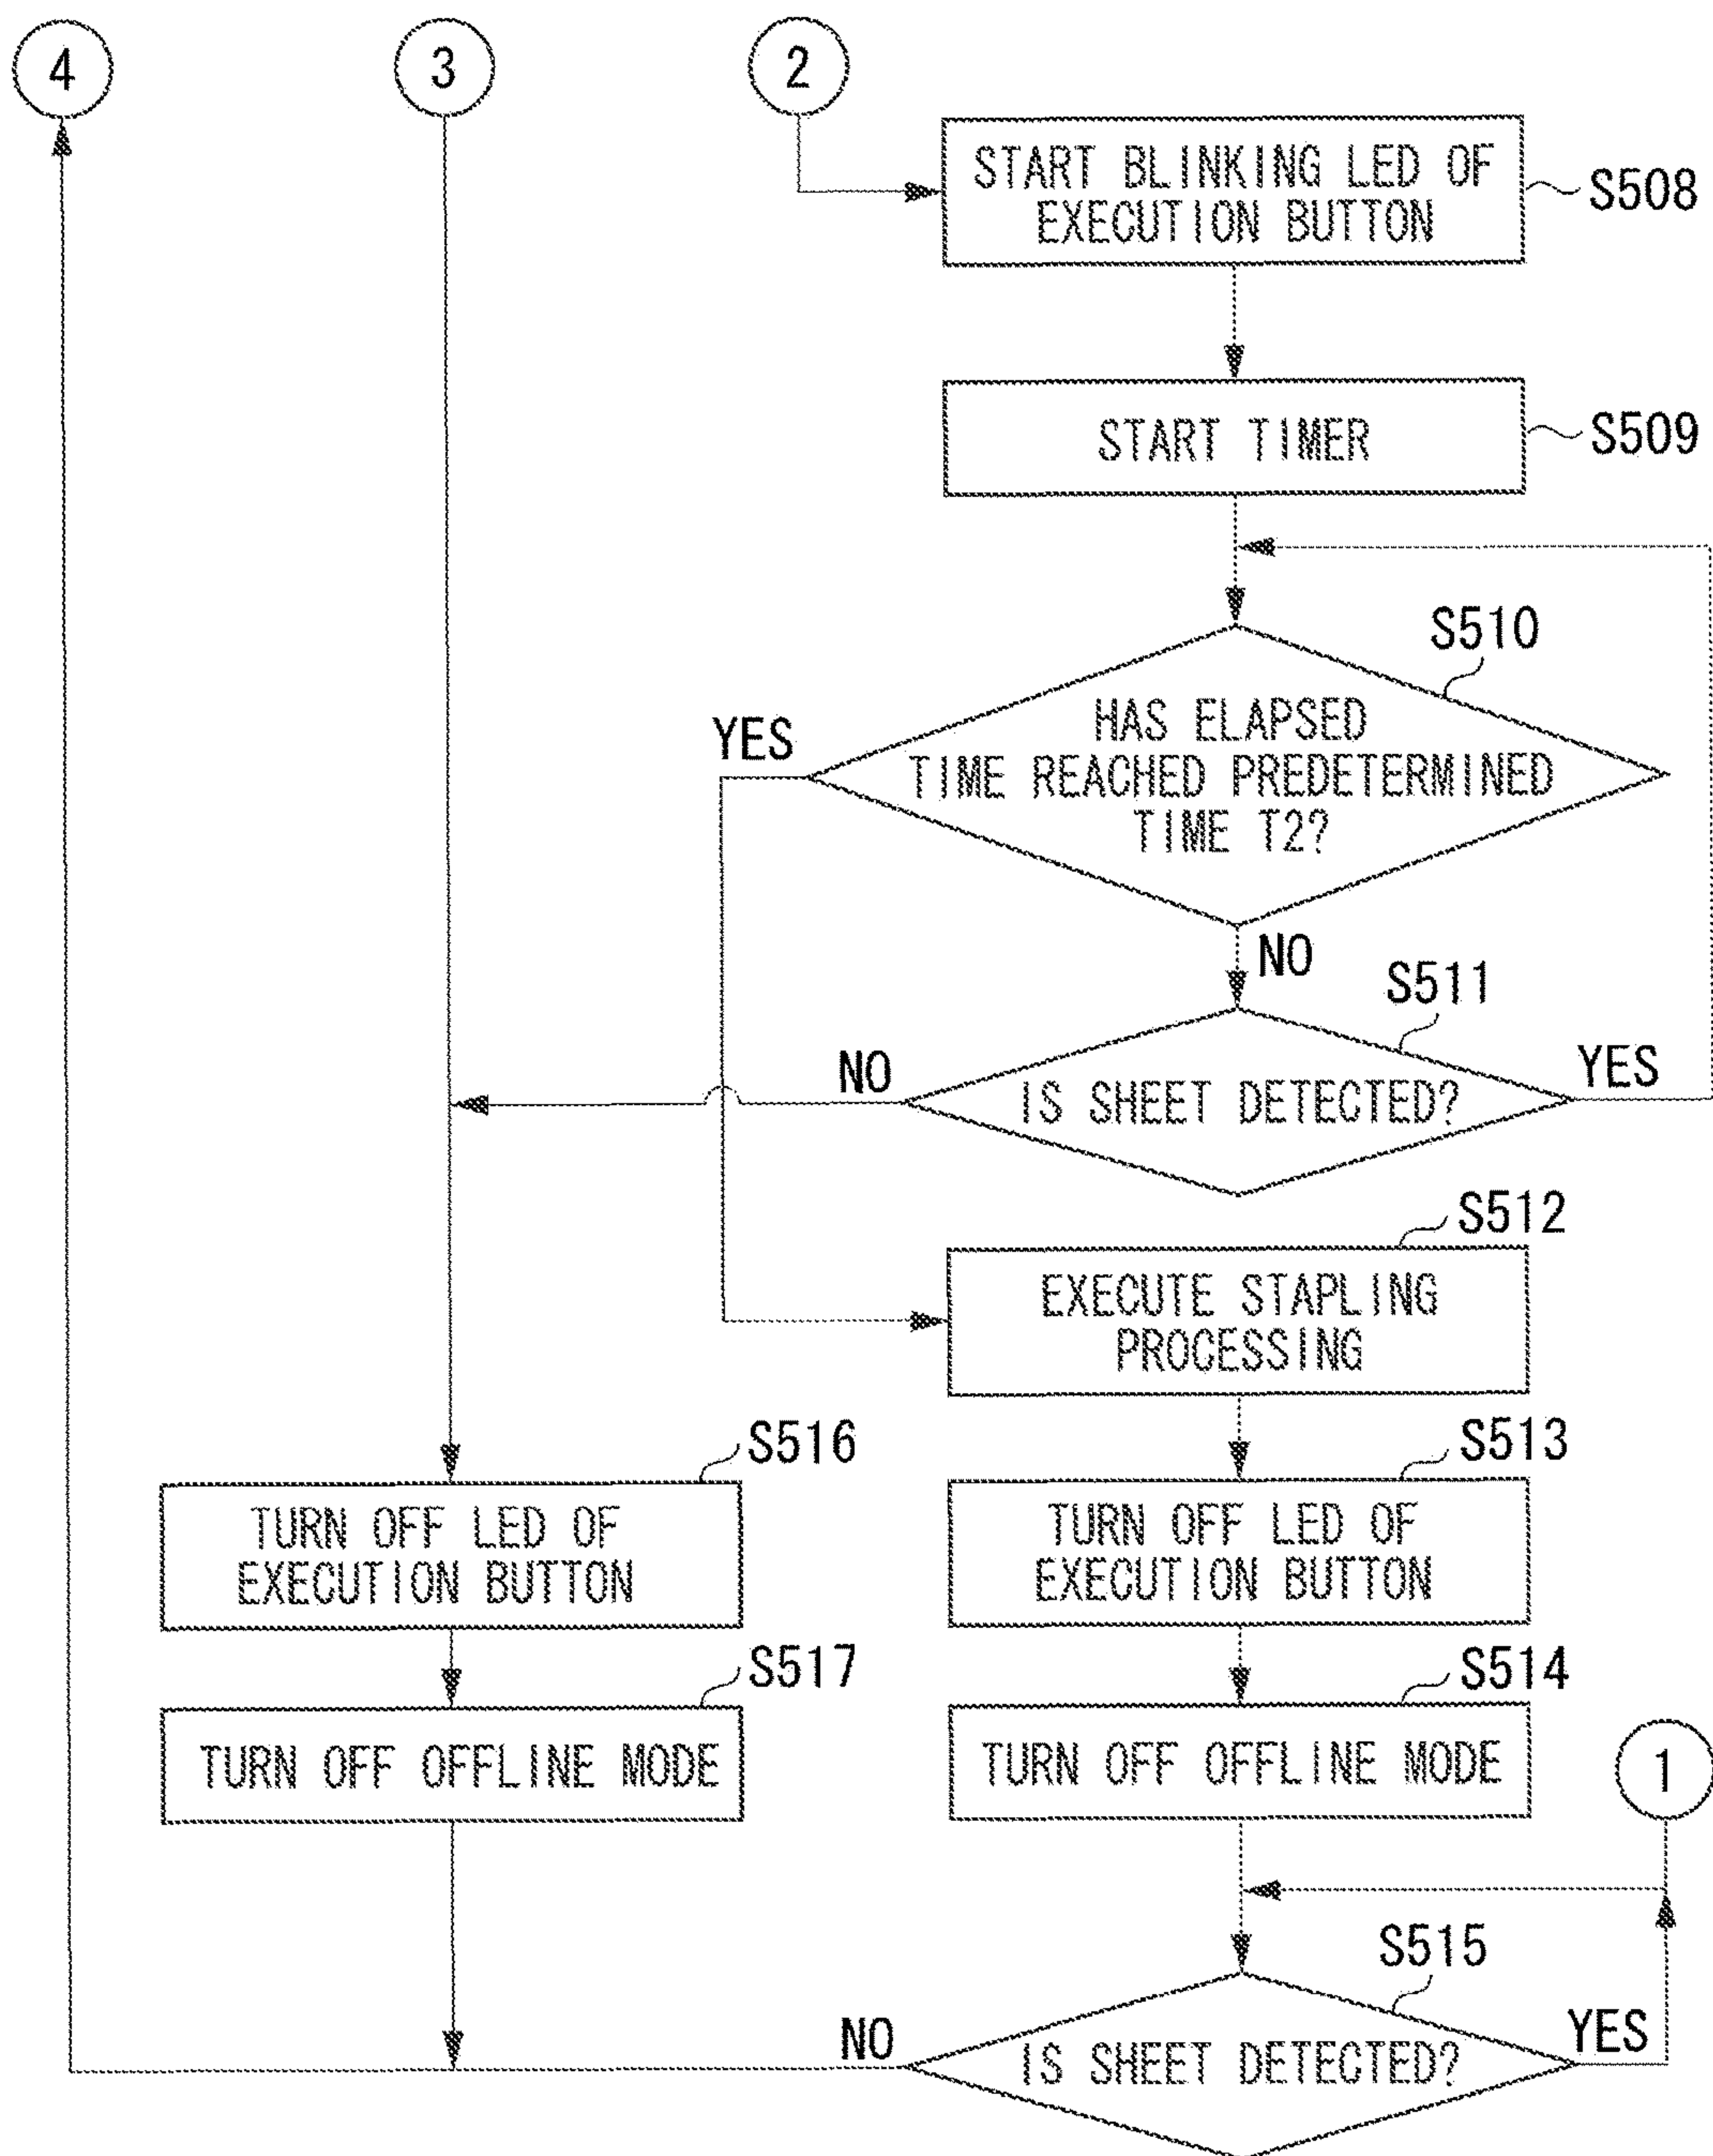 4
3
2
START BLINKING LED OF
EXECUTION BUTTON
S508
START TIMER
S509
S510
HAS ELAPSED
TIME REACHED PREDETERMINED
TIME T2?
YES
NO
S511
IS SHEET DETECTED?
NO
YES
S512
EXECUTE STAPLING
PROCESSING
S516
TURN OFF LED OF
EXECUTION BUTTON
S513
TURN OFF LED OF
EXECUTION BUTTON
S517
TURN OFF OFFLINE MODE
S514
TURN OFF OFFLINE MODE
1
S515
IS SHEET DETECTED?
NO
YES